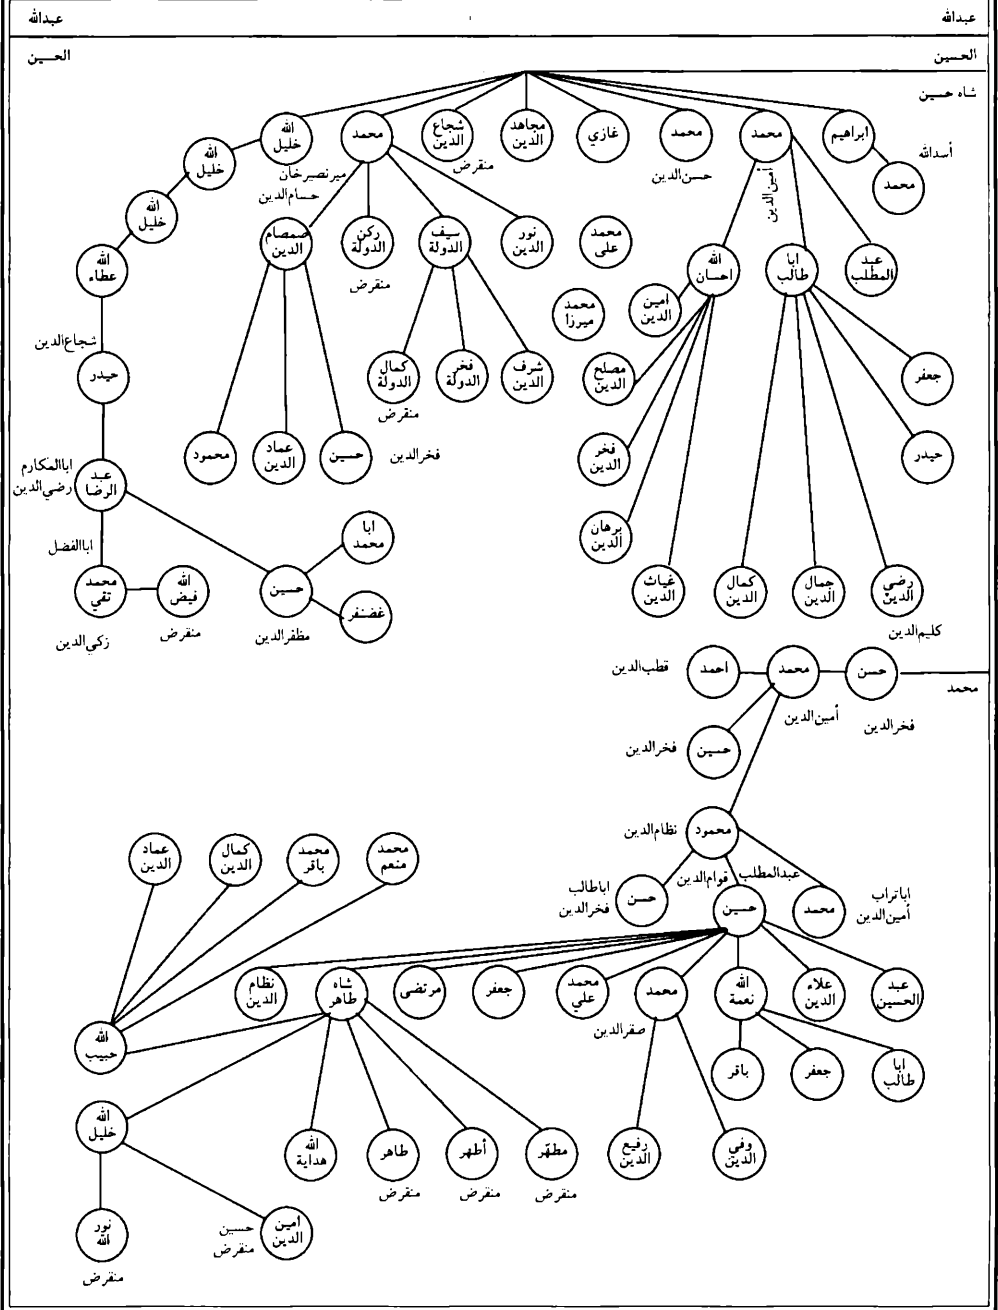 عبدالله
عبدالله
الحسين
الحسين
شاه حسين
ابراهيم
محمد
محمد
غازي
مجاهد
الدين
شجاع
الدين
محمد
الله
خليل
أسدالله
محمد
أمين الدين
حسن الدين
منقرض
ميرنصيرخان
حسام الدين
الله
خليل
الله
خليل
عبد
المطلب
ابا
طالب
الله
احسان
محمد
على
نور
الدين
سيف
الدولة
ركن
الدولة
منقرض
صمصام
الدين
الله
عطاء
امين
الدين
محمد
ميرزا
شجاع الدين
جعفر
مصلح
الدين
شرف
الدين
فخر
الدولة
كمال
الدولة
منقرض
حيدر
حيدر
فخر
الدين
فخرالدين
حسين
عماد
الدين
محمود
اباالمكارم
رضي الدين
عبد
الرضا
برهان
الدين
ابا
محمد
اباالفضل
رضي
الدين
جمال
الدين
كمال
الدين
غياث
الدين
غضنفر
حسين
الله
فيض
محمد
تقي
كليم الدين
مظفرالدين
منقرض
زكي الدين
محمد
حسن
محمد
احمد
قطب الدين
فخرالدين
أمين الدين
حسين
فخرالدين
محمود
نظام الدين
محمد
منعم
محمد
باقر
كمال
الدين
عماد
الدين
عبدالمطلب
قوام الدين
اباطالب
فخرالدين
اباتراب
أمين الدين
محمد
حسين
حسن
عبد
الحسين
علاء
الدين
الله
نعمة
محمد
محمد
علي
جعفر
مرتضى
شاه
طاهر
نظام
الدين
صقرالدين
الله
حبيب
ابا
طالب
جعفر
باقر
الله
خليل
وفي
الدين
رفيع
الدين
مطهّر
أطهر
طاهر
الله
هداية
منقرض
منقرض
منقرض
امين
الدين
حسين
منقرض
نور
الله
منقرض